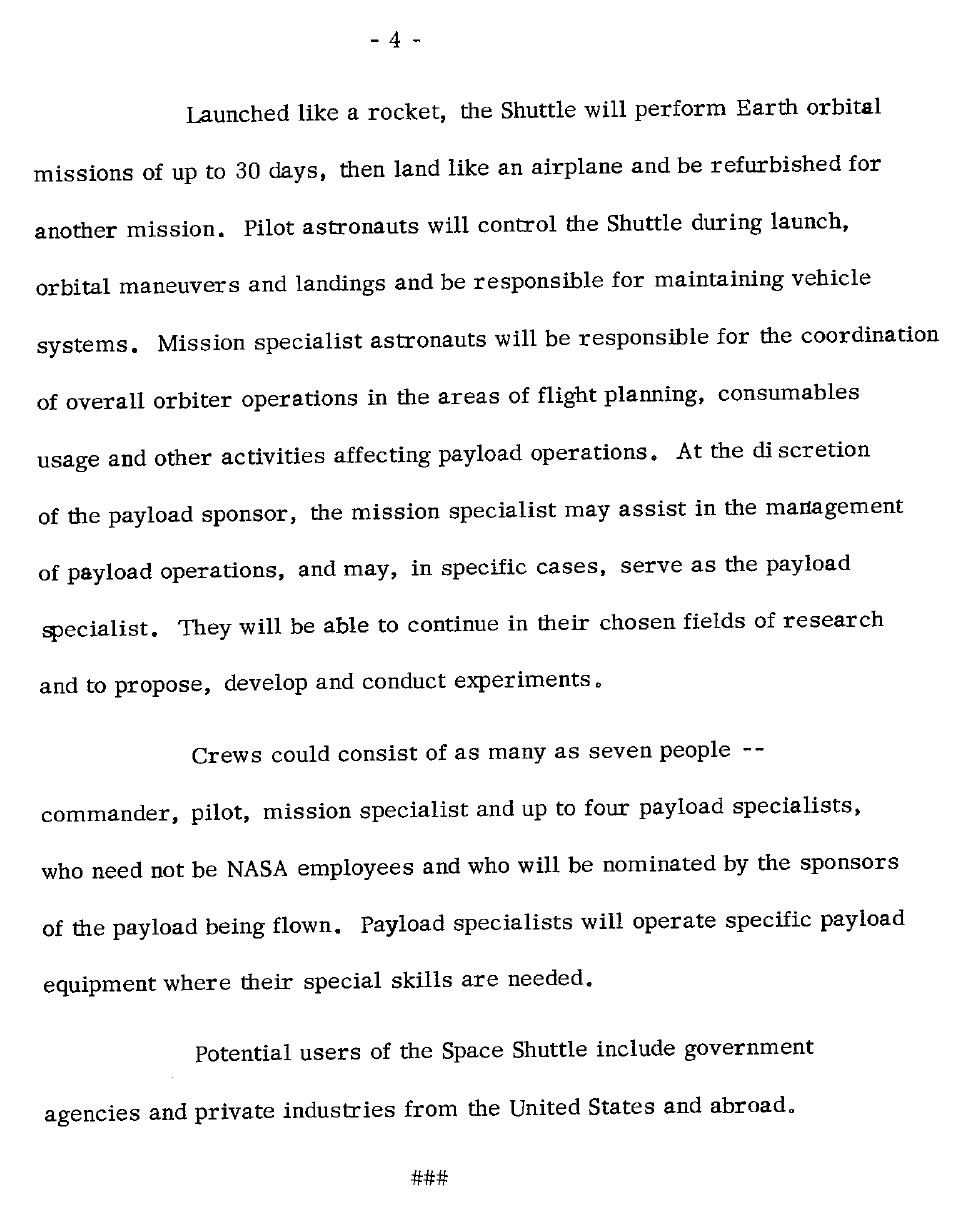 - 4 -
Launched like a rocket, the Shuttle will perform Earth orbital
missions of up to 30 days, then land like an airplane and be refurbished for
another mission. Pilot astronauts will control the Shuttle during launch,
orbital maneuvers and landings and be responsible for maintaining vehicle
systems. Mission specialist astronauts will be responsible for the coordination
of overall orbiter operations in the areas of flight planning, consumables
usage and other activities affecting payload operations. At the di scretion
of the payload sponsor, the mission specialist may assist in the management
of payload operations, and may, in specific cases, serve as the payload
specialist. They will be able to continue in their chosen fields of research
and to propose, develop and conduct experiments.
Crews could consist of as many as seven people --
commander, pilot, mission specialist and up to four payload specialists,
who need not be NASA employees and who will be nominated by the sponsors
of the payload being flown. Payload specialists will operate specific payload
equipment where their special skills are needed.
Potential users of the Space Shuttle include government
agencies and private industries from the United States and abroad.
###